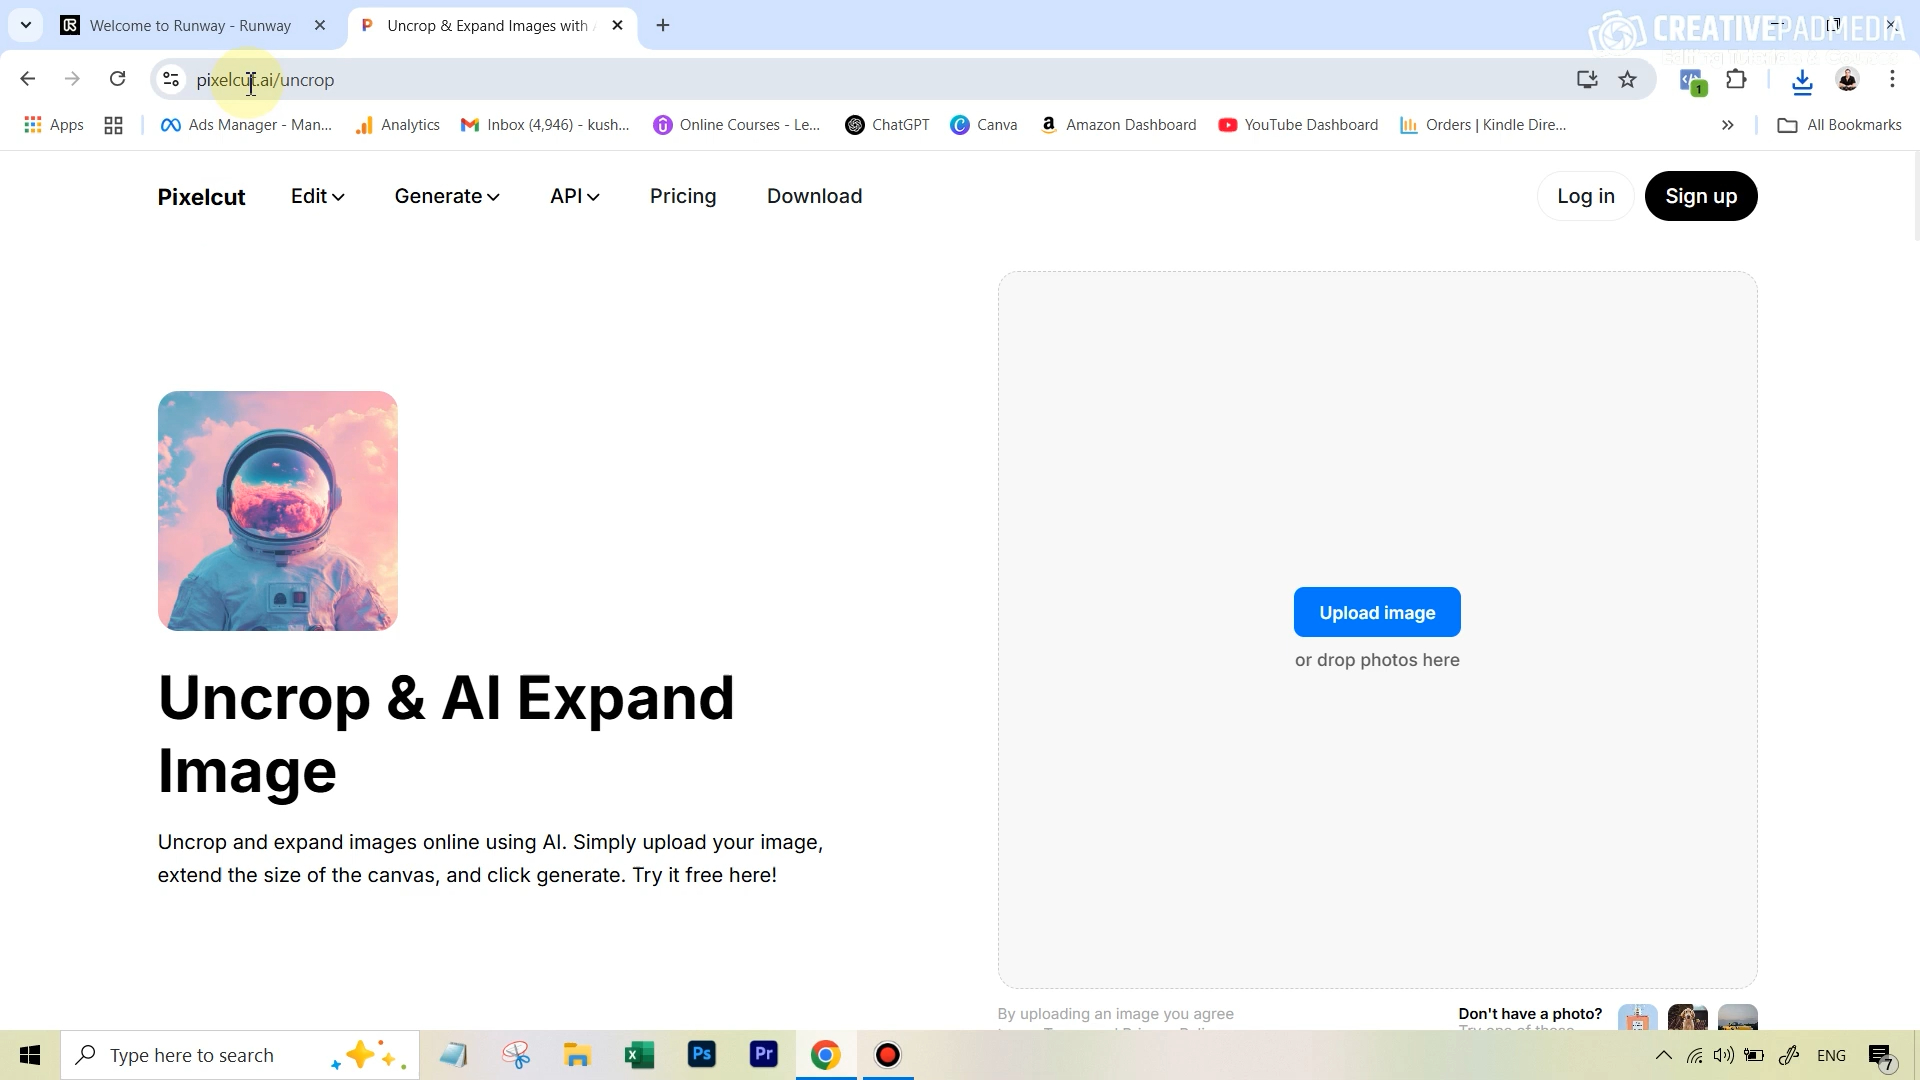 Welcome to Runway - Runway
Uncrop & Expand Images with
CREATIVEPADMEDIA
pixelcut.ai/uncrop
1
Apps
Ads Manager - Man...
Analytics
Inbox (4,946) - kush...
Online Courses - Le...
ChatGPT
Canva
Amazon Dashboard
YouTube Dashboard
Orders | Kindle Dire...
All Bookmarks
Pixelcut
Edit
Generate
API
Pricing
Download
Log in
Sign up
Upload image
or drop photos here
Uncrop & AI Expand
Image
Uncrop and expand images online using AI. Simply upload your image,
extend the size of the canvas, and click generate. Try it free here!
By uploading an image you agree
Don't have a photo?
Type here to search
Ps
Pr
ENG
7